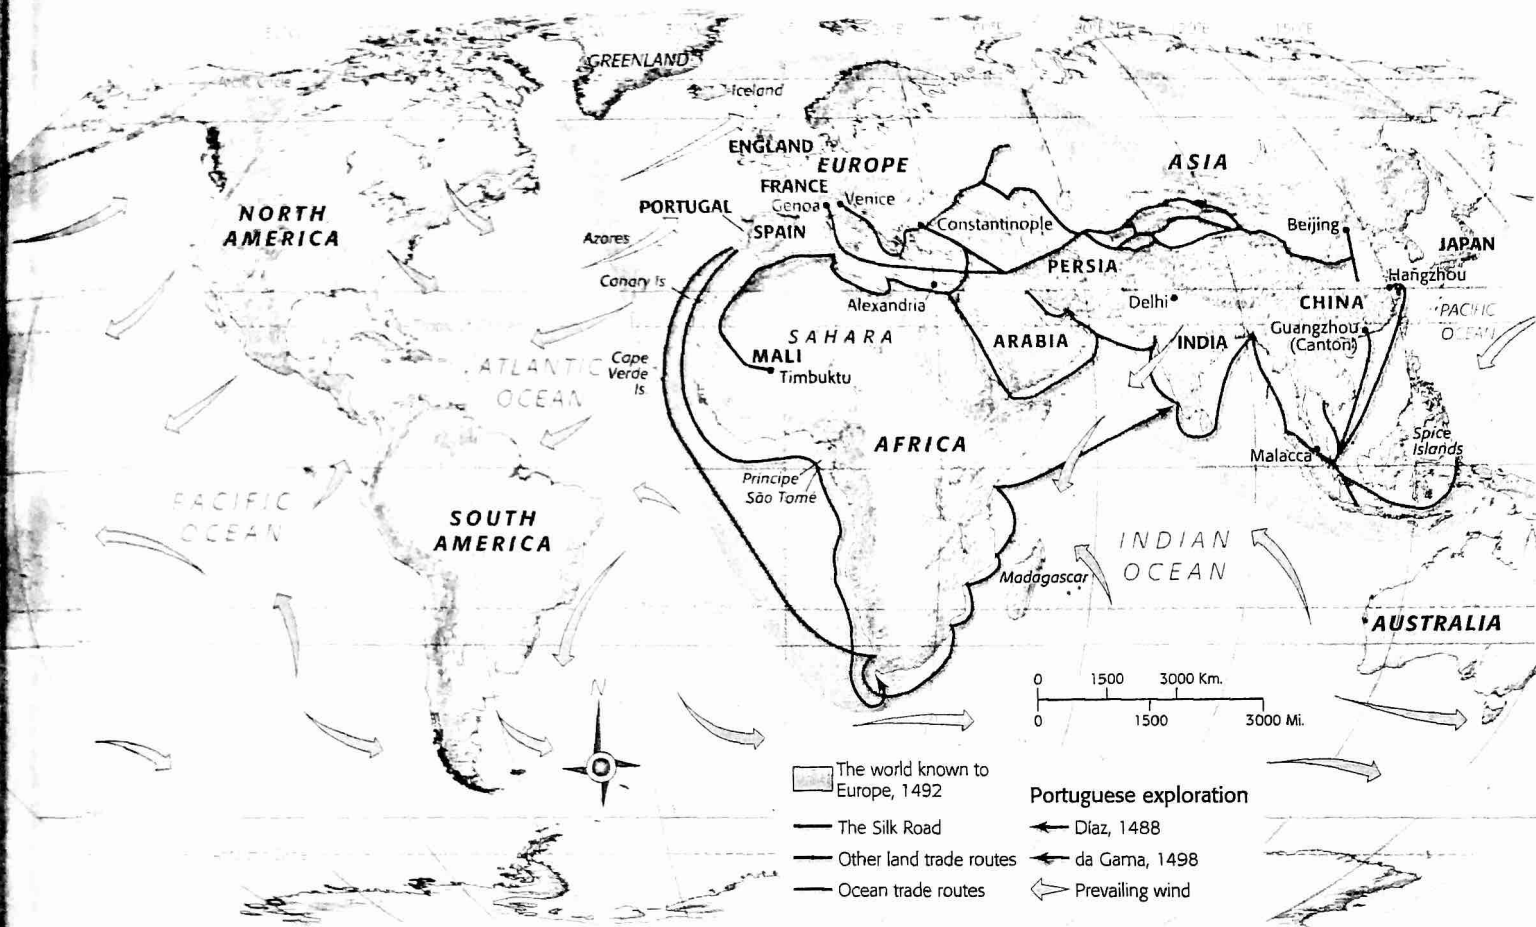 GREENLAND
Iceland
ENGLAND
EUROPE
ASIA
FRANCE
Genoa
Venice
PORTUGAL
SPAIN
NORTH
AMERICA
Azores
Constantinople
Beijing
JAPAN
PERSIA
Hangzhou
Canary Is
Alexandria
Delhi
CHINA
PACIFIC
OCEAN
SAHARA
ARABIA
INDIA
Guangzhou
(Canton)
Cape
Verde
Is.
MALI
Timbuktu
ATLANTIC
OCEAN
AFRICA
Spice
Islands
Malacca
Principe
São Tomé
PACIFIC
OCEAN
SOUTH
AMERICA
INDIAN
OCEAN
Madagascar
AUSTRALIA
0 1500 3000 Km.
0 1500 3000 Mi.
N
The world known to
Europe, 1492
The Silk Road
Other land trade routes
Ocean trade routes
Portuguese exploration
Díaz, 1488
da Gama, 1498
Prevailing wind